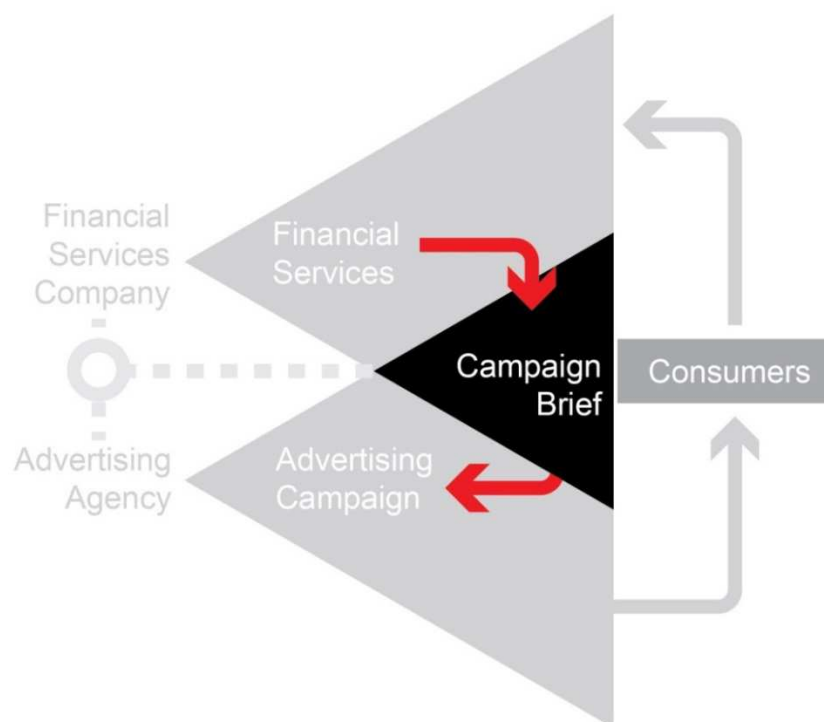 Financial
Services
Company
Financial
Services
Campaign
Brief
Consumers
Advertising
Agency
Advertising
Campaign